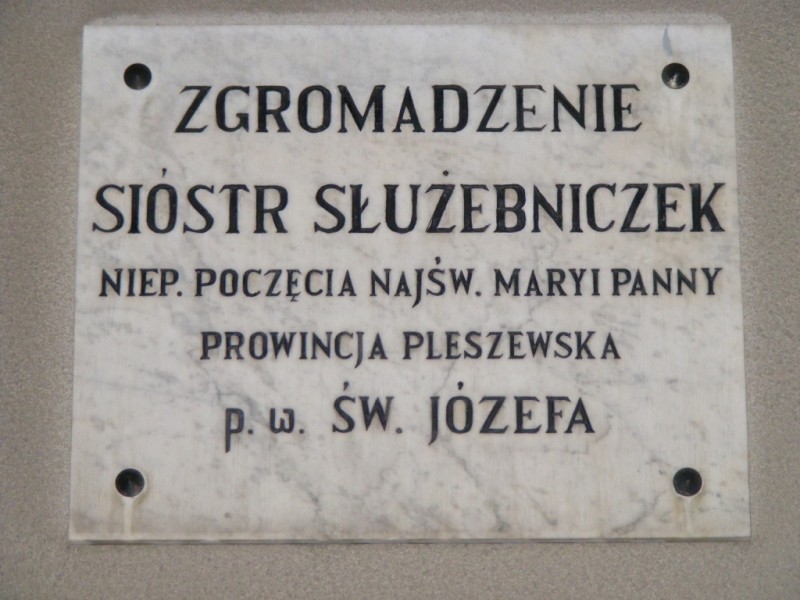 ZGROMADZENIE
SIÓSTR SŁUŻEBNICZEK
NIEP. POCZĘCIA NAJŚW. MARYI PANNY
PROWINCJA PLESZEWSKA
p. w. ŚW. JÓZEFA